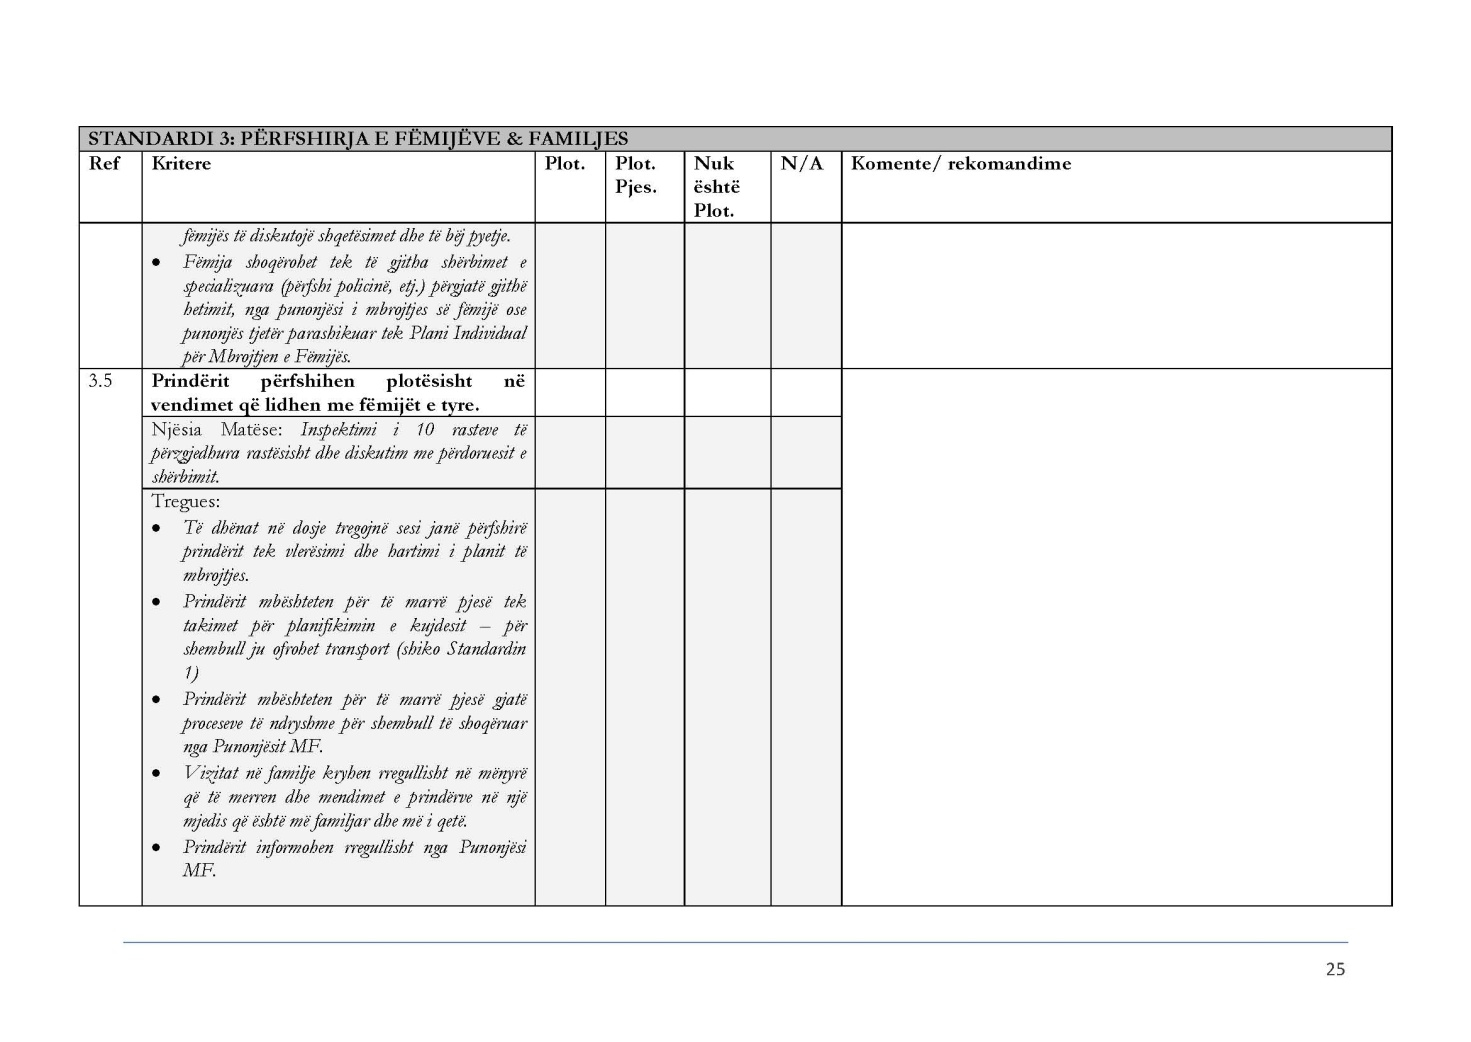 STANDARDI 3: PËRFSHIRJA E FËMIJËVE & FAMILJES
Ref Kritere Plot. Plot. Pjes. Nuk është Plot. N/A Komente/ rekomandime
fëmijës të diskutojë shqetësimet dhe të bëj pyetje.
• Fëmija shoqërohet tek të gjitha shërbimet e
specializuara (përfshi policinë, etj.) përgjatë gjithë
hetimit, nga punonjësi i mbrojtjes së fëmijë ose
punonjës tjetër parashikuar tek Plani Individual
për Mbrojtjen e Fëmijës.
3.5 Prindërit përfshihen plotësisht në
vendimet që lidhen me fëmijët e tyre.
Njësia Matëse: Inspektimi i 10 rasteve të
përzgjedhura rastësisht dhe diskutim me përdoruesit e
shërbimit.
Tregues:
• Të dhënat në dosje tregojnë sesi janë përfshirë
prindërit tek vlerësimi dhe hartimi i planit të
mbrojtjes.
• Prindërit mbështeten për të marrë pjesë tek
takimet për planifikimin e kujdesit – për
shembull ju ofrohet transport (shiko Standardin
1)
• Prindërit mbështeten për të marrë pjesë gjatë
proceseve të ndryshme për shembull të shoqëruar
nga Punonjësit MF.
• Vizitat në familje kryhen rregullisht në mënyrë
që të merren dhe mendimet e prindërve në një
mjedis që është më familjar dhe më i qetë.
• Prindërit informohen rregullisht nga Punonjësi
MF.
25